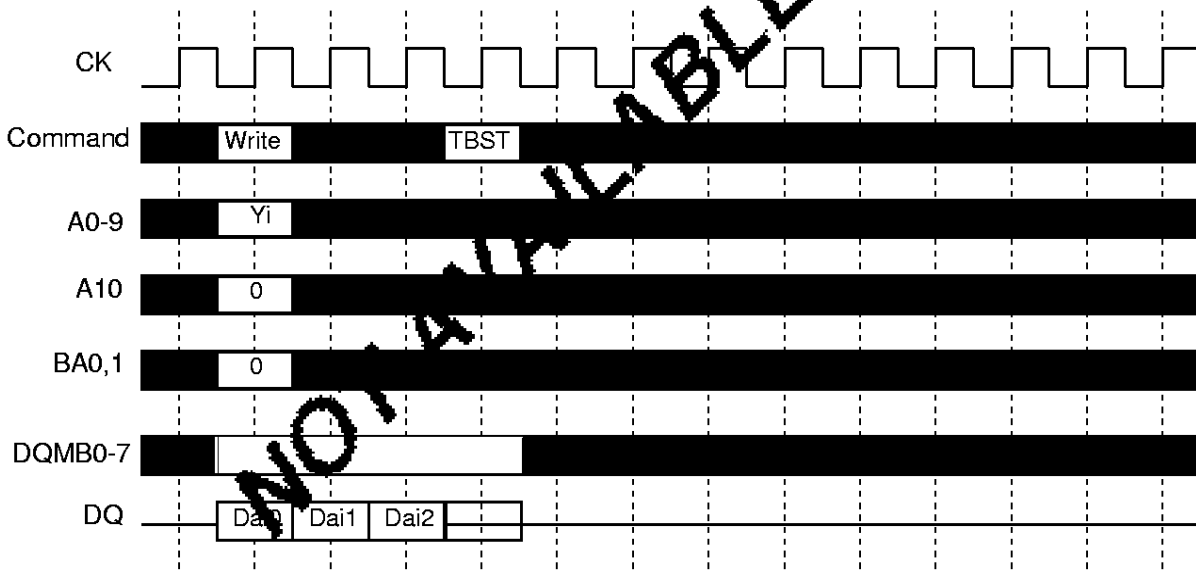 CK
Command Write TBST
A0-9 Yi
A10 0
BA0,1 0
DQMB0-7
DQ Dai0 Dai1 Dai2
NOT AVAILABLE